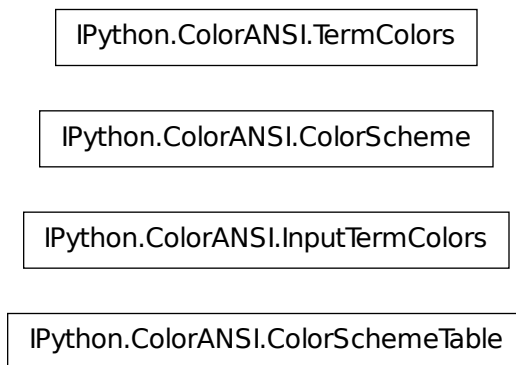 IPython.ColorANSI.TermColors
IPython.ColorANSI.ColorScheme
IPython.ColorANSI.InputTermColors
IPython.ColorANSI.ColorSchemeTable